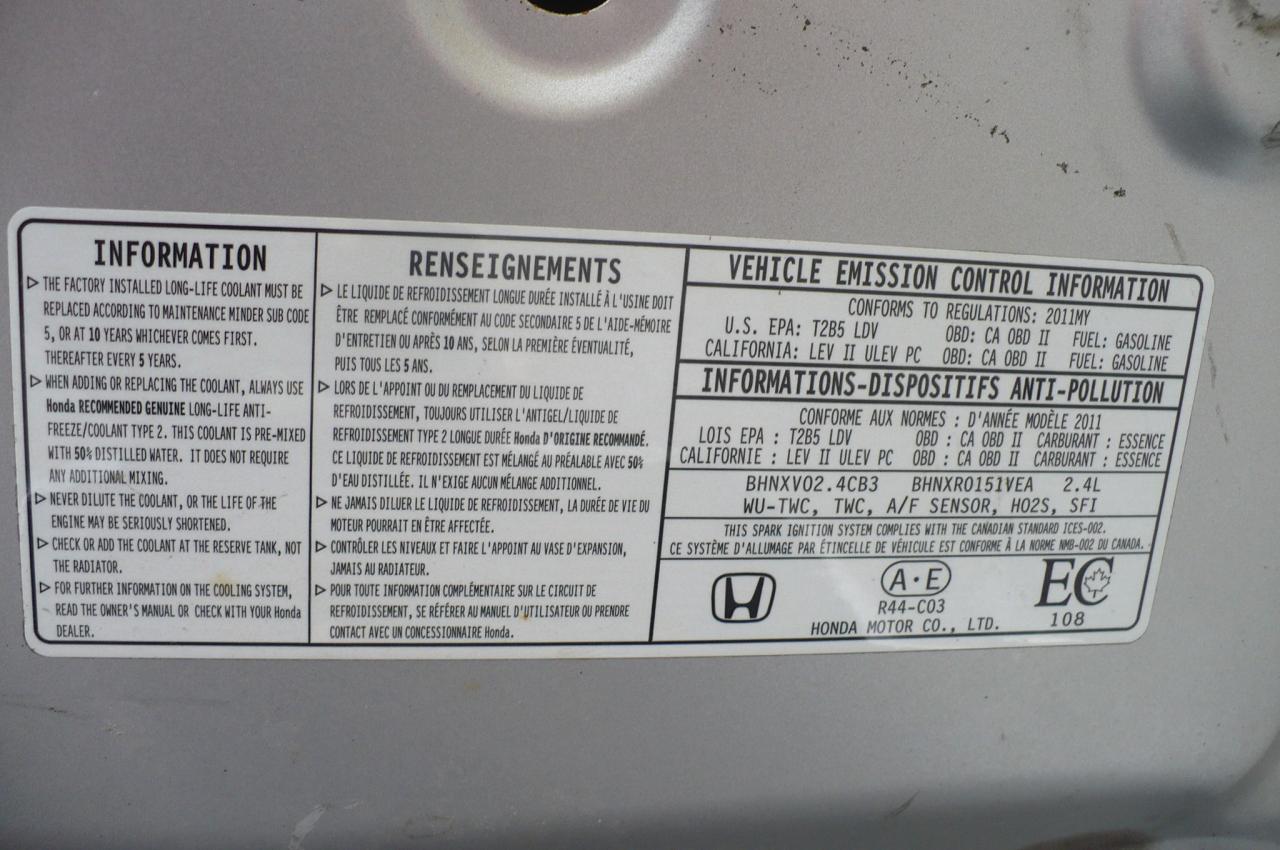 INFORMATION
▷ THE FACTORY INSTALLED LONG-LIFE COOLANT MUST BE
REPLACED ACCORDING TO MAINTENANCE MINDER SUB CODE
5, OR AT 10 YEARS WHICHEVER COMES FIRST.
THEREAFTER EVERY 5 YEARS.
▷ WHEN ADDING OR REPLACING THE COOLANT, ALWAYS USE
Honda RECOMMENDED GENUINE LONG-LIFE ANTI-
FREEZE/COOLANT TYPE 2. THIS COOLANT IS PRE-MIXED
WITH 50% DISTILLED WATER. IT DOES NOT REQUIRE
ANY ADDITIONAL MIXING.
▷ NEVER DILUTE THE COOLANT, OR THE LIFE OF THE
ENGINE MAY BE SERIOUSLY SHORTENED.
▷ CHECK OR ADD THE COOLANT AT THE RESERVE TANK, NOT
THE RADIATOR.
▷ FOR FURTHER INFORMATION ON THE COOLING SYSTEM,
READ THE OWNER'S MANUAL OR CHECK WITH YOUR Honda
DEALER.
RENSEIGNEMENTS
▷ LE LIQUIDE DE REFROIDISSEMENT LONGUE DURÉE INSTALLÉ À L'USINE DOIT
ÊTRE REMPLACÉ CONFORMÉMENT AU CODE SECONDAIRE 5 DE L'AIDE-MÉMOIRE
D'ENTRETIEN OU APRÈS 10 ANS, SELON LA PREMIÈRE ÉVENTUALITÉ,
PUIS TOUS LES 5 ANS.
▷ LORS DE L'APPOINT OU DU REMPLACEMENT DU LIQUIDE DE
REFROIDISSEMENT, TOUJOURS UTILISER L'ANTIGEL/LIQUIDE DE
REFROIDISSEMENT TYPE 2 LONGUE DURÉE Honda D'ORIGINE RECOMMANDÉ.
CE LIQUIDE DE REFROIDISSEMENT EST MÉLANGÉ AU PRÉALABLE AVEC 50%
D'EAU DISTILLÉE. IL N'EXIGE AUCUN MÉLANGE ADDITIONNEL.
▷ NE JAMAIS DILUER LE LIQUIDE DE REFROIDISSEMENT, LA DURÉE DE VIE DU
MOTEUR POURRAIT EN ÊTRE AFFECTÉE.
▷ CONTRÔLER LES NIVEAUX ET FAIRE L'APPOINT AU VASE D'EXPANSION,
JAMAIS AU RADIATEUR.
▷ POUR TOUTE INFORMATION COMPLÉMENTAIRE SUR LE CIRCUIT DE
REFROIDISSEMENT, SE RÉFÉRER AU MANUEL D'UTILISATEUR OU PRENDRE
CONTACT AVEC UN CONCESSIONNAIRE Honda.
VEHICLE EMISSION CONTROL INFORMATION
CONFORMS TO REGULATIONS: 2011MY
U.S. EPA: T2B5 LDV OBD: CA OBD II FUEL: GASOLINE
CALIFORNIA: LEV II ULEV PC OBD: CA OBD II FUEL: GASOLINE
INFORMATIONS-DISPOSITIFS ANTI-POLLUTION
CONFORME AUX NORMES : D'ANNÉE MODÈLE 2011
LOIS EPA : T2B5 LDV OBD : CA OBD II CARBURANT : ESSENCE
CALIFORNIE : LEV II ULEV PC OBD : CA OBD II CARBURANT : ESSENCE
BHNXV02.4CB3 BHNXR0151VEA 2.4L
WU-TWC, TWC, A/F SENSOR, HO2S, SFI
THIS SPARK IGNITION SYSTEM COMPLIES WITH THE CANADIAN STANDARD ICES-002.
CE SYSTÈME D'ALLUMAGE PAR ÉTINCELLE DE VÉHICULE EST CONFORME À LA NORME NMB-002 DU CANADA.
A·E
R44-C03
HONDA MOTOR CO., LTD.
EC
108